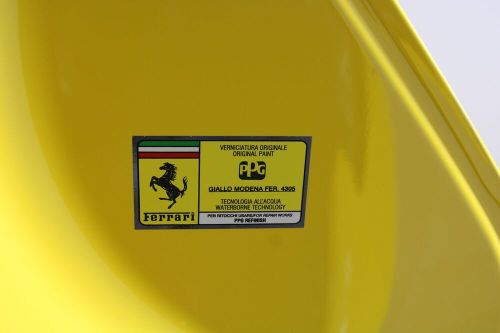 VERNICIATURA ORIGINALE
ORIGINAL PAINT
PPG
GIALLO MODENA FER. 4305
TECNOLOGIA ALL'ACQUA
WATERBORNE TECHNOLOGY
Ferrari
PER RITOCCHI USARE/FOR REPAIR WORKS
PPG REFINISH